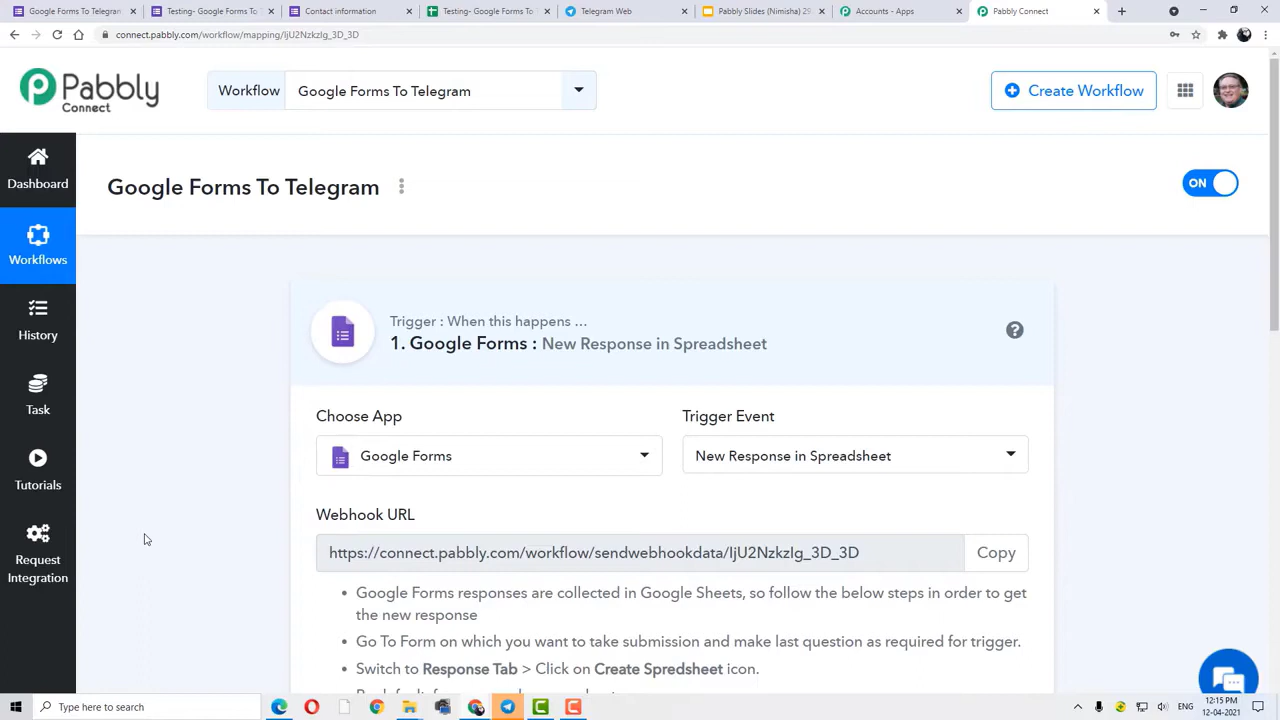 Google Forms To Telegran
Testing- Google Forms To
Contact information
Testing- Google Forms To
Telegram Web
Pabbly Slides (Nimisha) 29.
Accounts - Apps
Pabbly Connect
connect.pabbly.com/workflow/mapping/IjU2NzkzIg_3D_3D
Pabbly
Connect
Workflow
Google Forms To Telegram
Create Workflow
Dashboard
Google Forms To Telegram
ON
Workflows
Trigger : When this happens ...
1. Google Forms : New Response in Spreadsheet
?
History
Choose App
Trigger Event
Task
Google Forms
New Response in Spreadsheet
Tutorials
Webhook URL
https://connect.pabbly.com/workflow/sendwebhookdata/IjU2NzkzIg_3D_3D
Copy
Request
Integration
• Google Forms responses are collected in Google Sheets, so follow the below steps in order to get
the new response
• Go To Form on which you want to take submission and make last question as required for trigger.
• Switch to Response Tab > Click on Create Spredsheet icon.
Type here to search
ENG
12:15 PM
12-04-2021